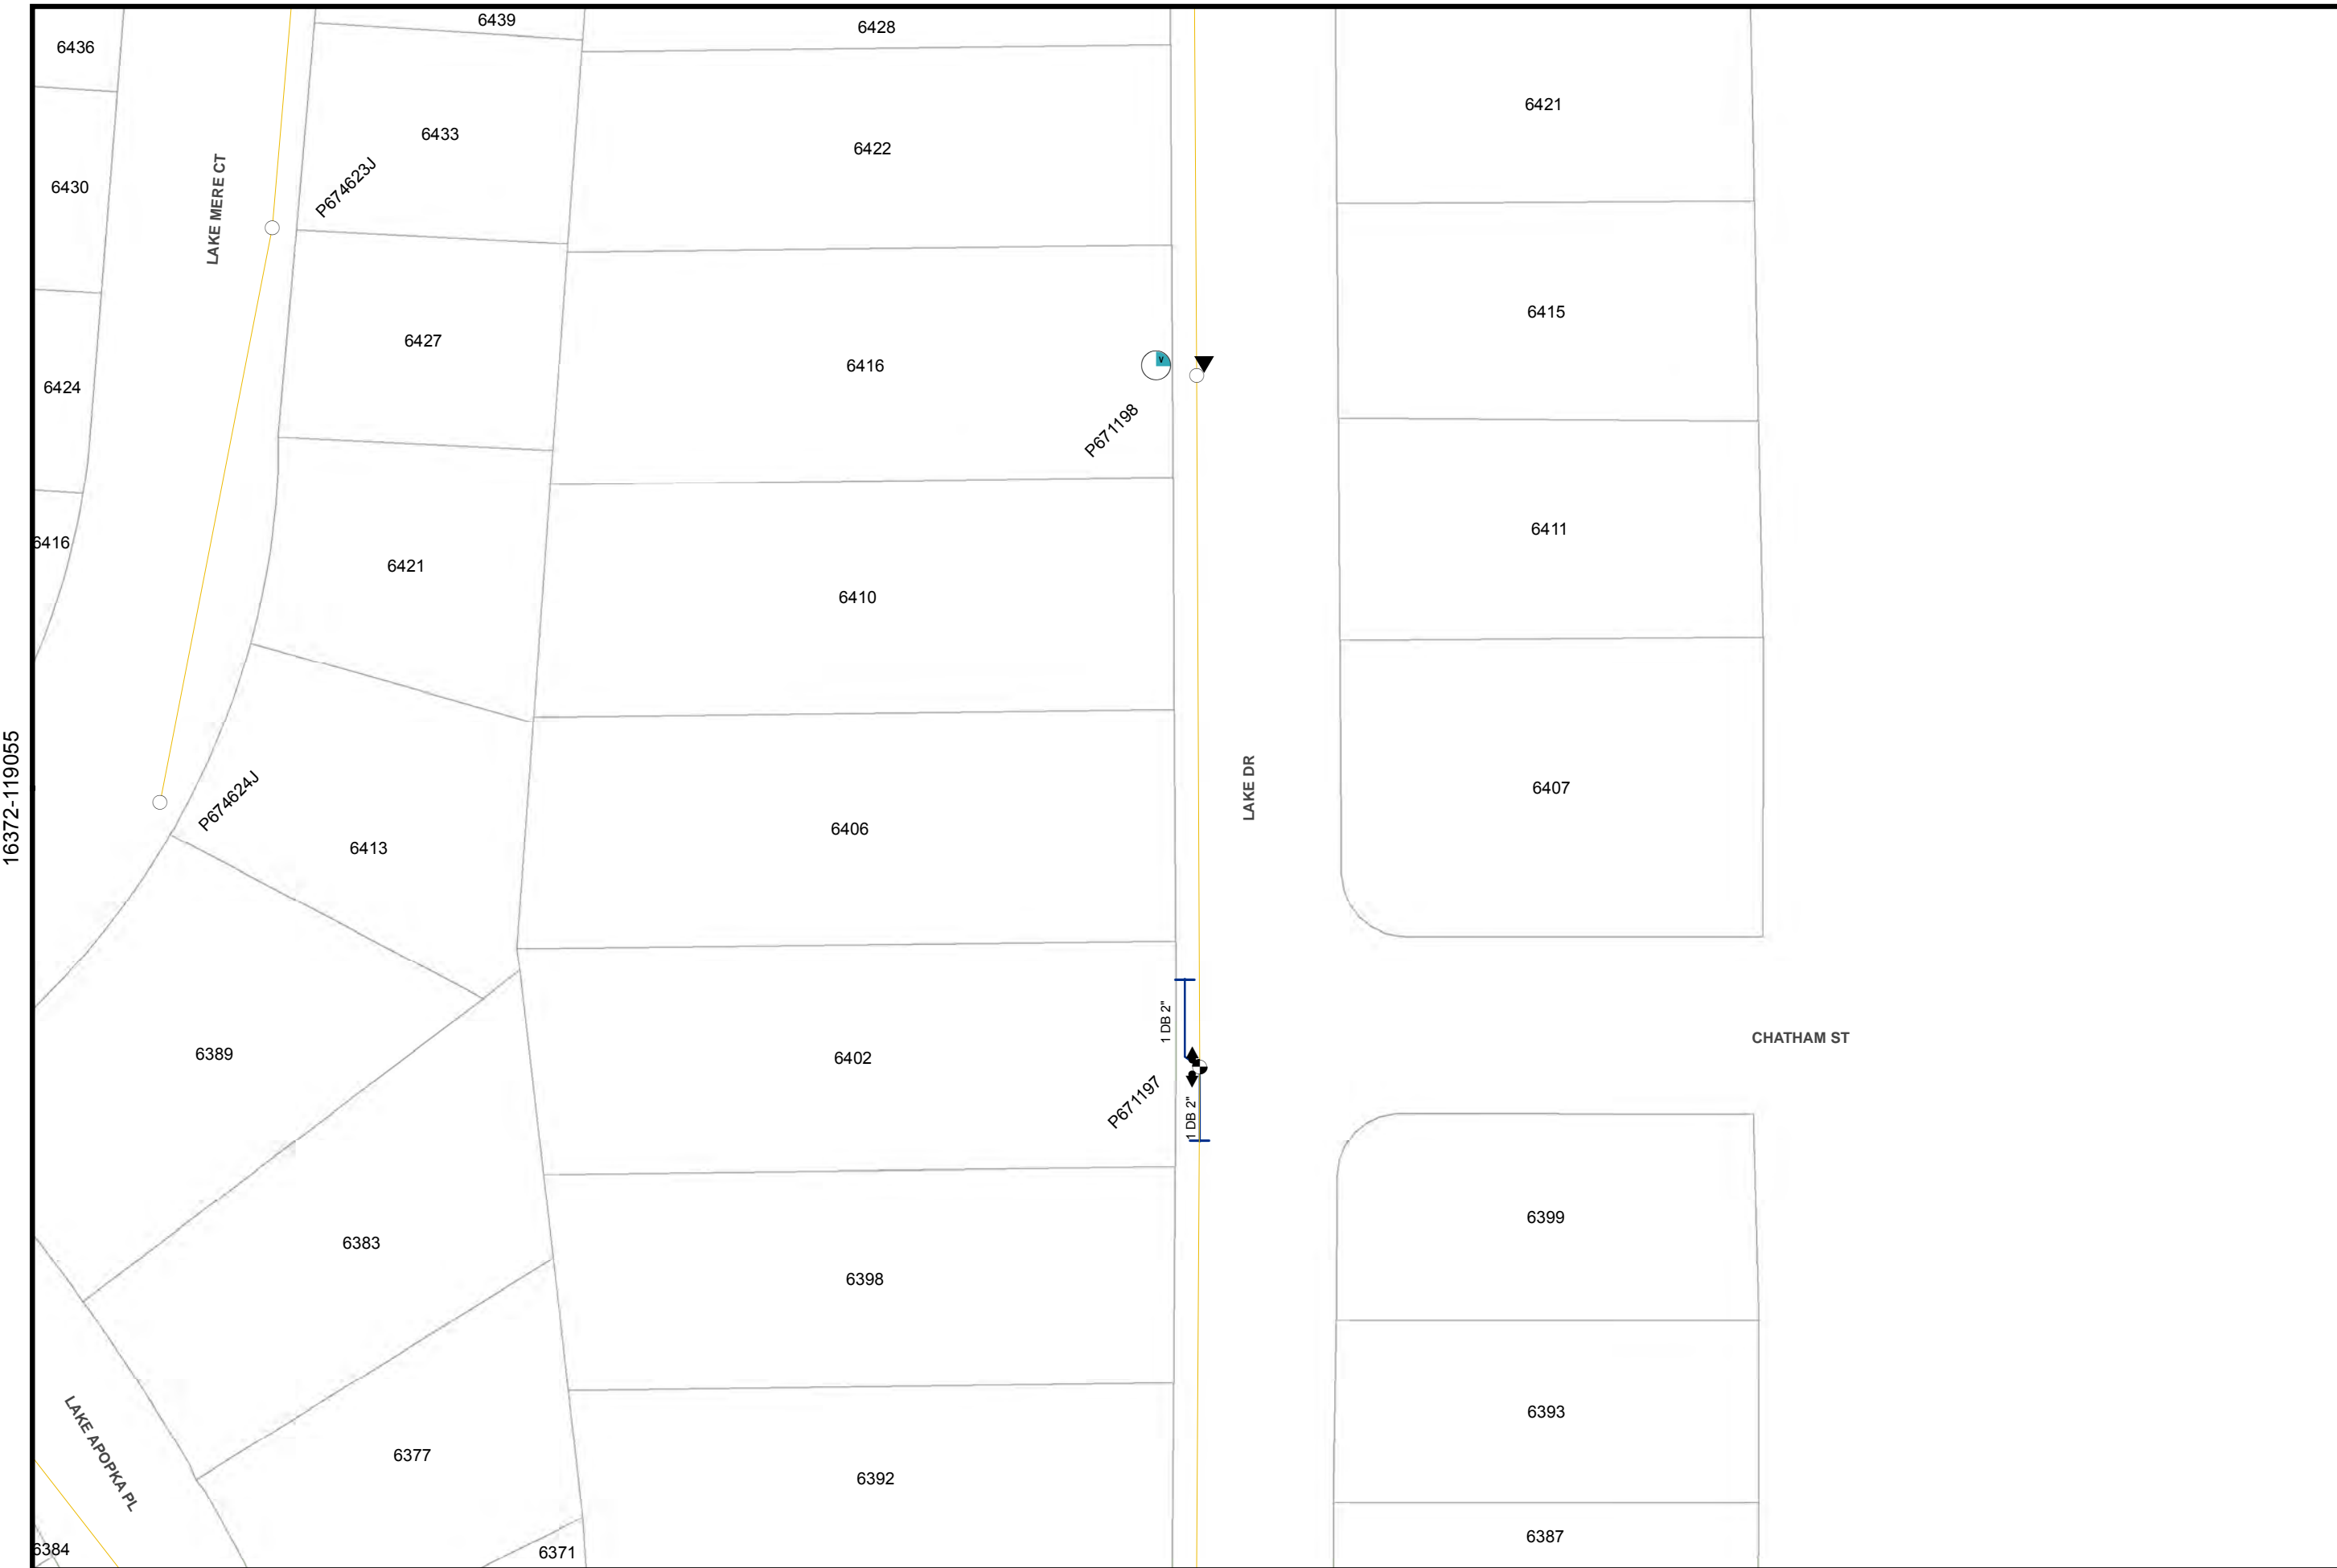 6439
6428
6436
6421
6433
6422
LAKE MERE CT
P674623J
6430
6415
6427
6416
V
6424
P671198
6411
6416
6421
6410
16372-119055
LAKE DR
6407
P674624J
6413
6406
1 DB 2"
CHATHAM ST
6389
6402
P671197
1 DB 2"
6399
6383
6398
6393
LAKE APOPKA PL
6377
6392
6387
6384
6371